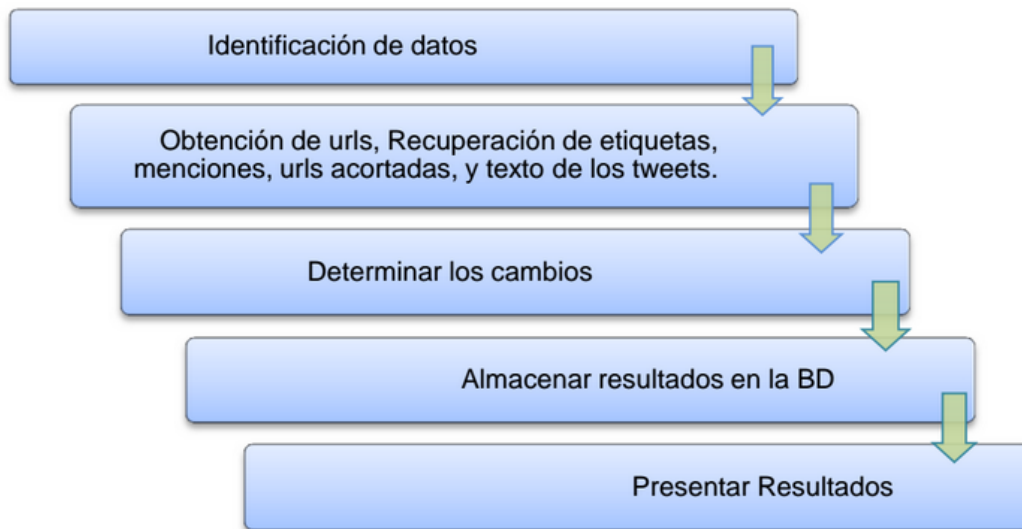 Identificación de datos
Obtención de urls, Recuperación de etiquetas,
menciones, urls acortadas, y texto de los tweets.
Determinar los cambios
Almacenar resultados en la BD
Presentar Resultados